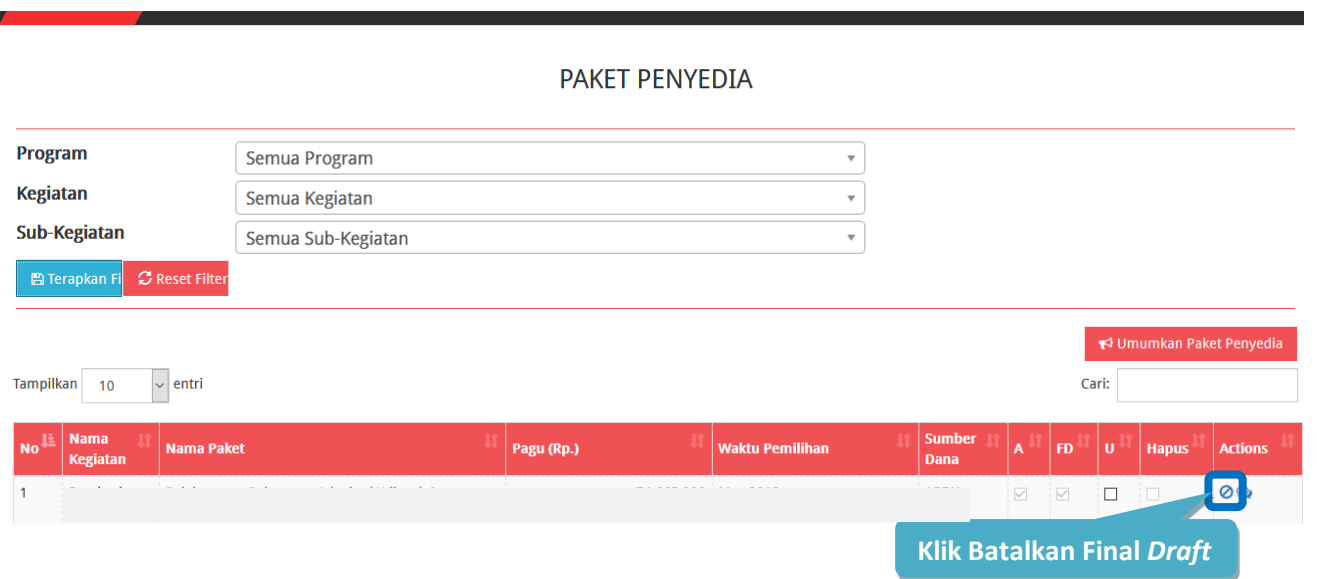 PAKET PENYEDIA
Program
Semua Program
Kegiatan
Semua Kegiatan
Sub-Kegiatan
Semua Sub-Kegiatan
Terapkan Fi
Reset Filter
Umumkan Paket Penyedia
Tampilkan 10 entri
Cari:
No Nama Kegiatan Nama Paket Pagu (Rp.) Waktu Pemilihan Sumber Dana A FD U Hapus Actions
1
Klik Batalkan Final Draft